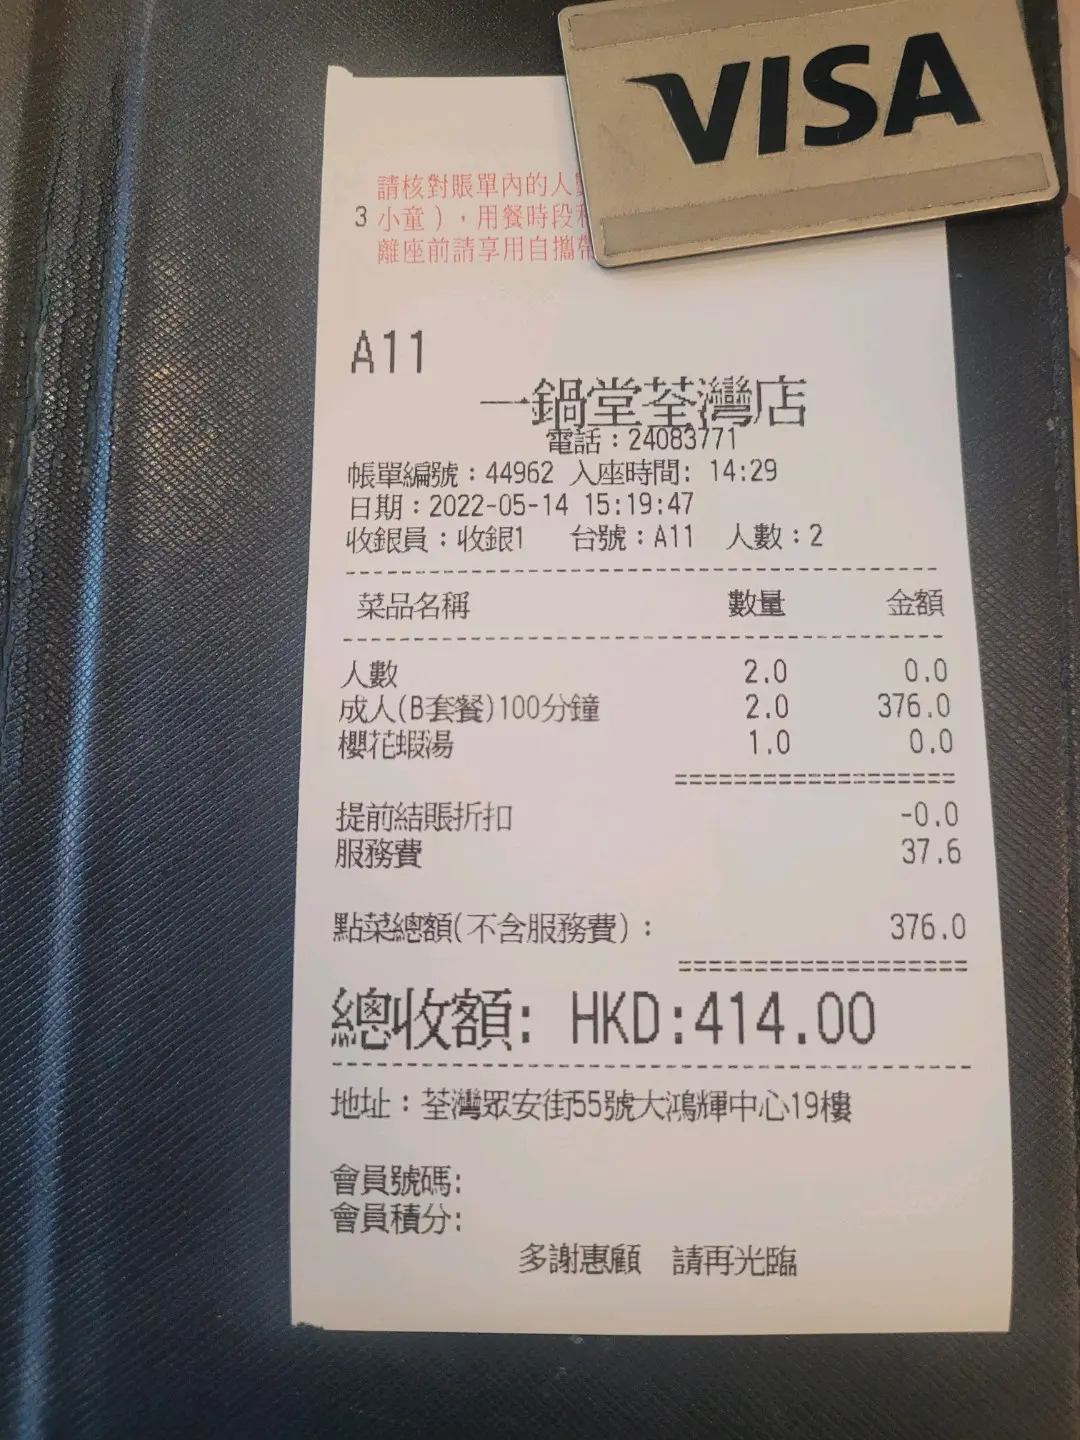 VISA
請核對賬單內的人
3 小童），用餐時段
離座前請享用自攜
A11
一鍋堂荃灣店
電話：24083771
帳單編號：44962 入座時間: 14:29
日期：2022-05-14 15:19:47
收銀員：收銀1 台號：A11 人數：2
菜品名稱 數量 金額
人數 2.0 0.0
成人(B套餐)100分鐘 2.0 376.0
櫻花蝦湯 1.0 0.0
提前結賬折扣 -0.0
服務費 37.6
點菜總額(不含服務費)： 376.0
總收額: HKD:414.00
地址：荃灣眾安街55號大鴻輝中心19樓
會員號碼:
會員積分:
多謝惠顧 請再光臨